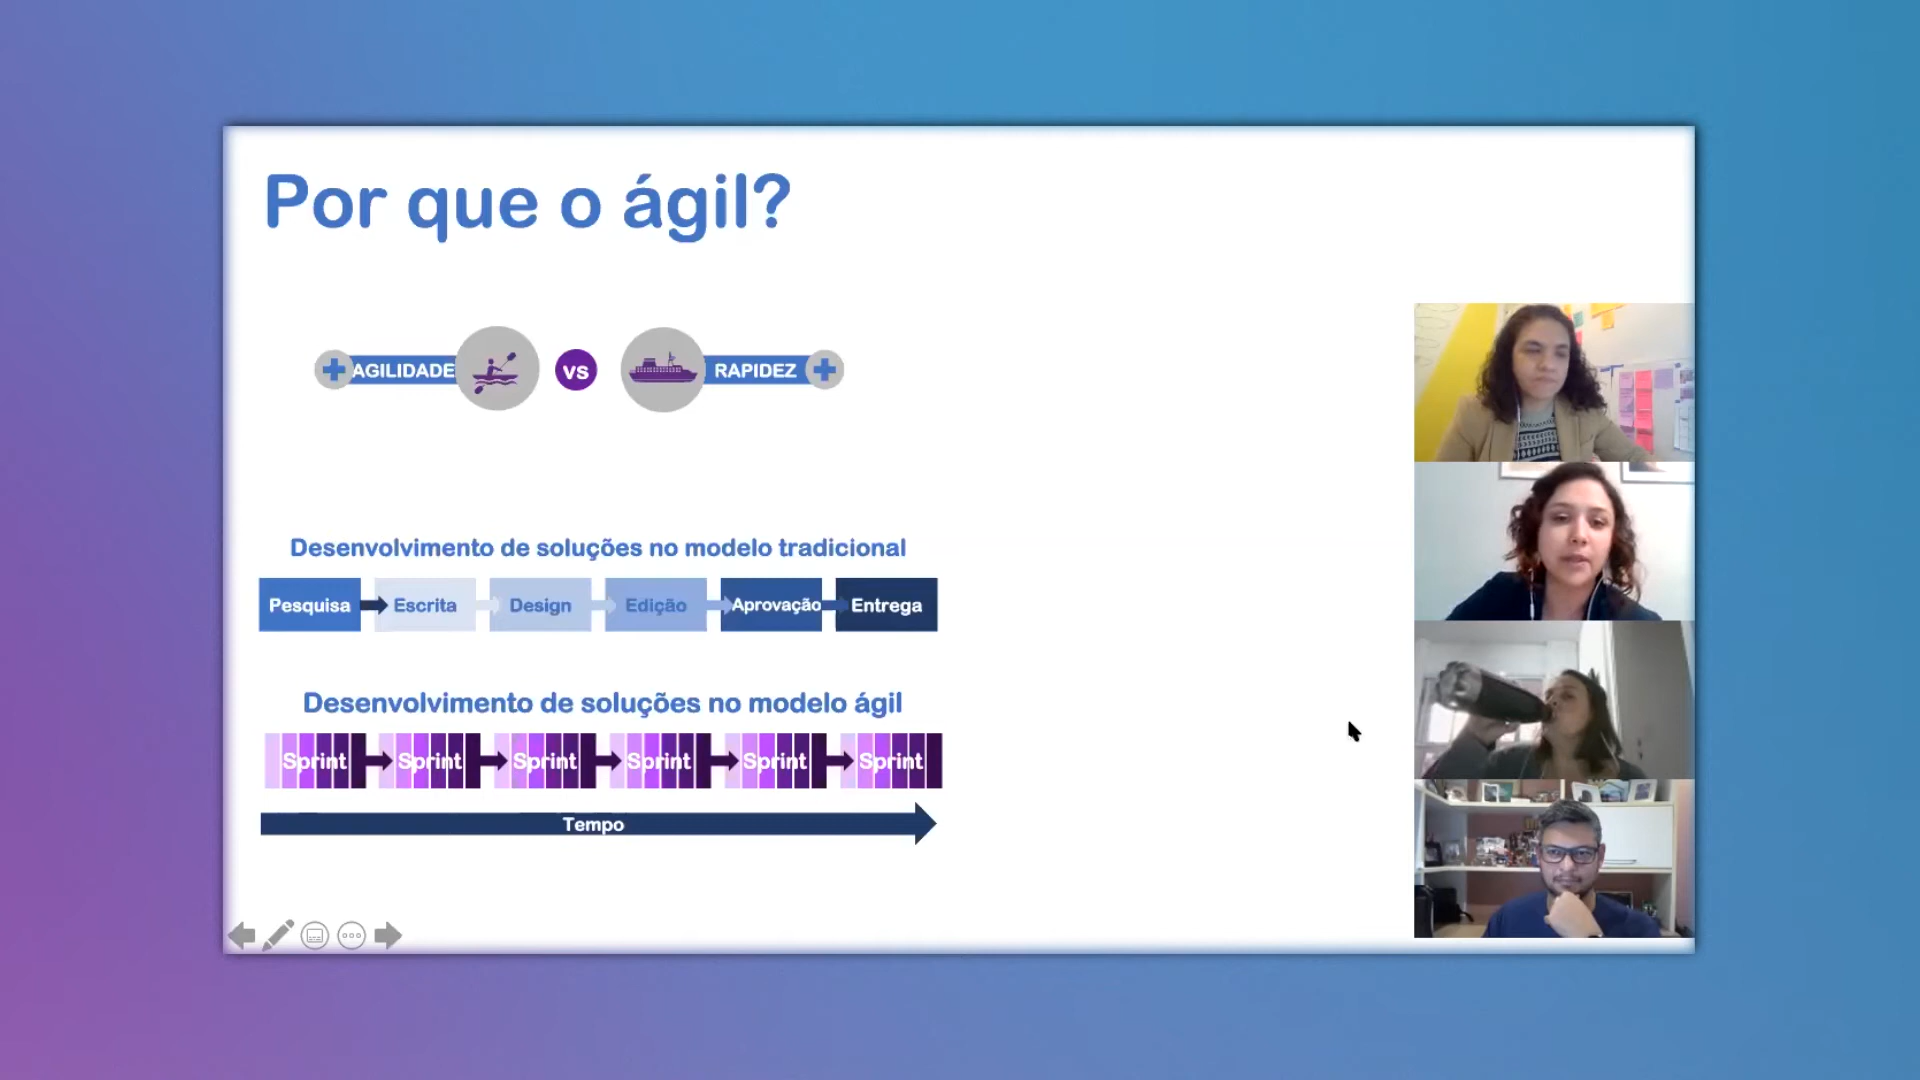 Por que o ágil?
AGILIDADE
vs
RAPIDEZ
Desenvolvimento de soluções no modelo tradicional
Pesquisa
Escrita
Design
Edição
Aprovação
Entrega
Desenvolvimento de soluções no modelo ágil
Sprint
Sprint
Sprint
Sprint
Sprint
Sprint
Tempo